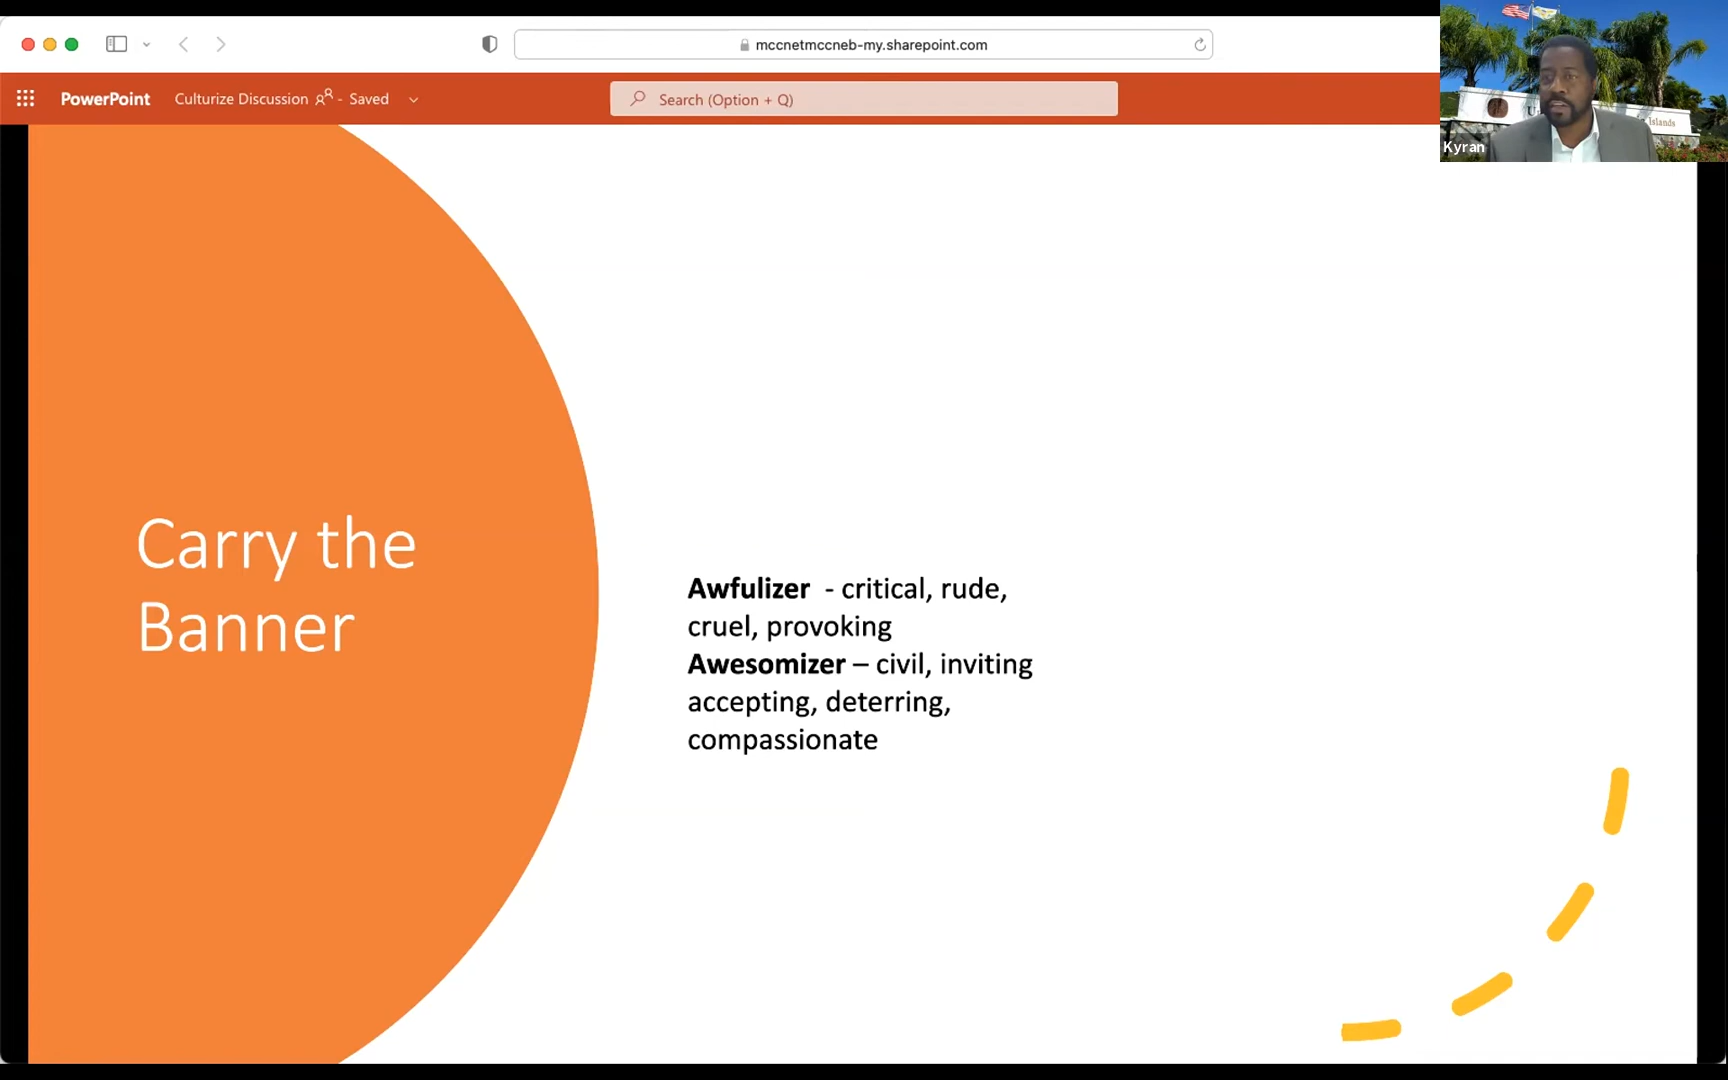 mccnetmccneb-my.sharepoint.com
PowerPoint
Culturize Discussion
- Saved
Search (Option + Q)
Islands
Kyran
Carry the
Banner
Awfulizer - critical, rude,
cruel, provoking
Awesomizer – civil, inviting
accepting, deterring,
compassionate